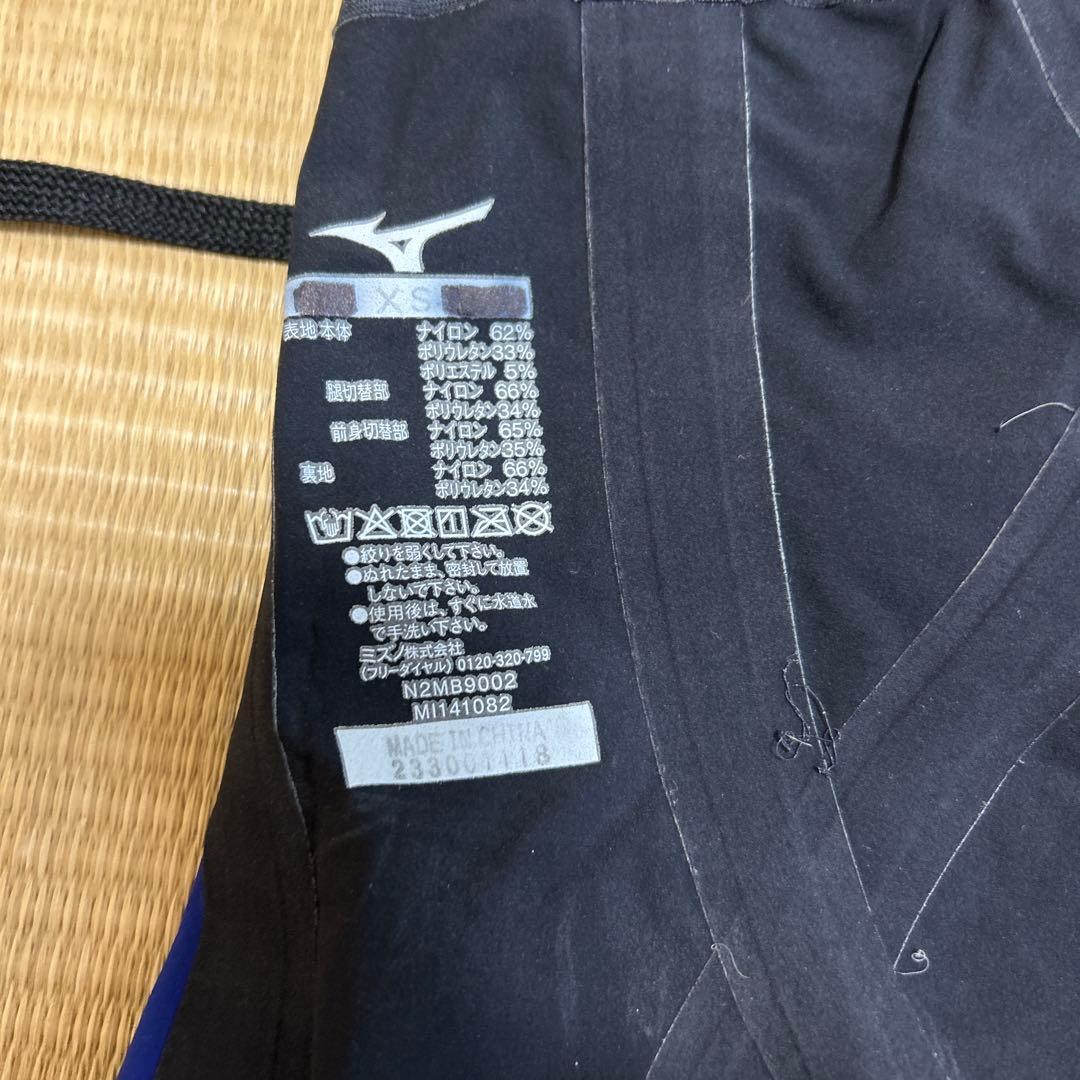 XS
表地 本体 ナイロン 62%
ポリウレタン33%
ポリエステル 5%
腿切替部 ナイロン 66%
ポリウレタン34%
前身切替部 ナイロン 65%
ポリウレタン35%
裏地 ナイロン 66%
ポリウレタン34%
●絞りを弱くして下さい。
●ぬれたまま、密封して放置
しないで下さい。
●使用後は、すぐに水道水
で手洗い下さい。
ミズノ株式会社
(フリーダイヤル) 0120-320-799
N2MB9002
MI141082
MADE IN CHINA
233001118